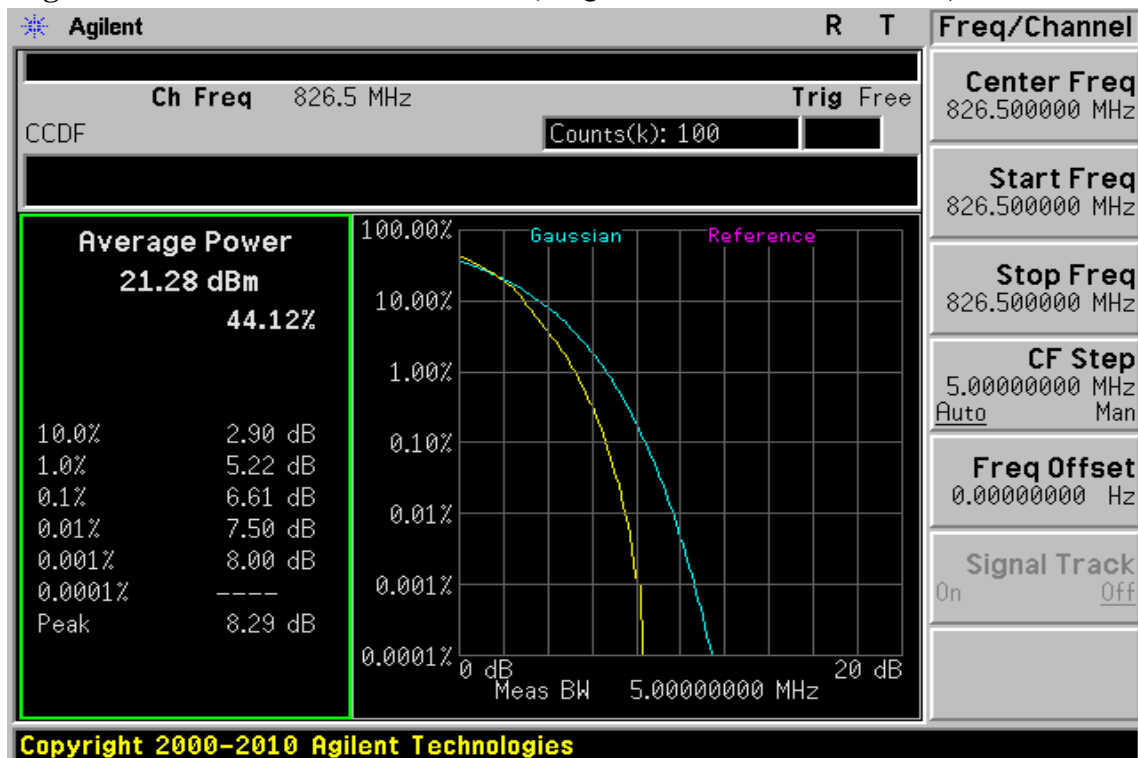 Agilent R T Freq/Channel
Ch Freq 826.5 MHz Trig Free
CCDF Counts(k): 100
Center Freq
826.500000 MHz
Start Freq
826.500000 MHz
Stop Freq
826.500000 MHz
CF Step
5.00000000 MHz
Auto Man
Freq Offset
0.00000000 Hz
Signal Track
On Off
Average Power
21.28 dBm
44.12%
10.0% 2.90 dB
1.0% 5.22 dB
0.1% 6.61 dB
0.01% 7.50 dB
0.001% 8.00 dB
0.0001% ----
Peak 8.29 dB
Gaussian Reference
100.00%
10.00%
1.00%
0.10%
0.01%
0.001%
0.0001%
0 dB 20 dB
Meas BW 5.00000000 MHz
Copyright 2000-2010 Agilent Technologies